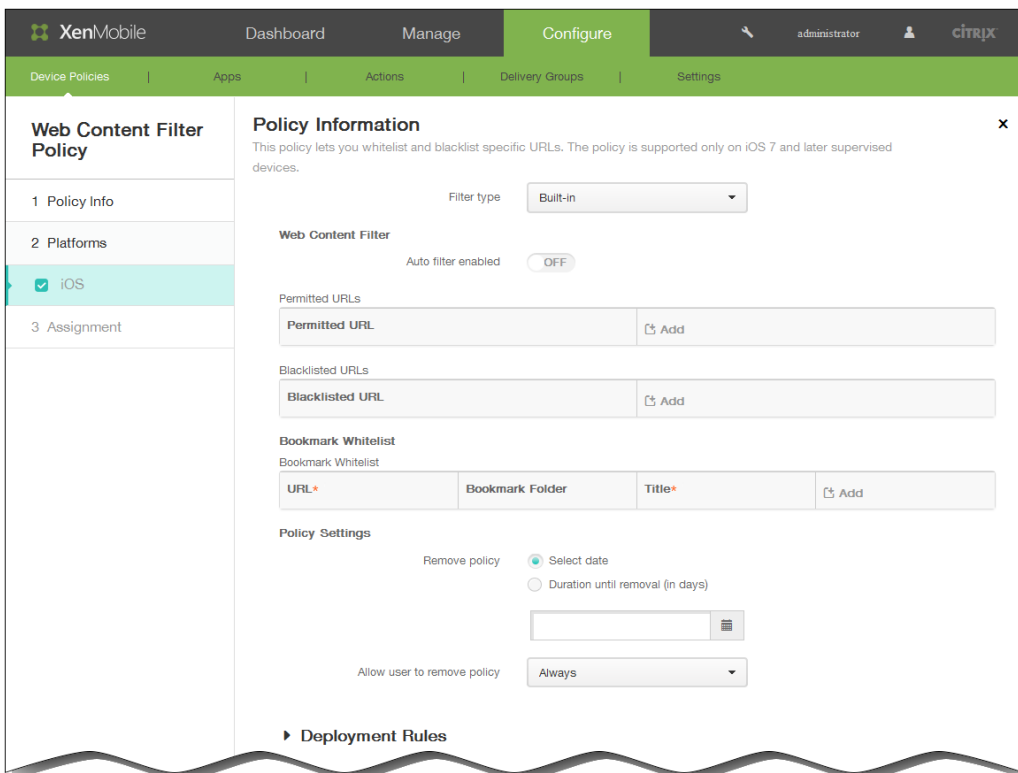 XenMobile Dashboard Manage Configure administrator CİTRIX
Device Policies | Apps | Actions | Delivery Groups | Settings
Web Content Filter
Policy
1 Policy Info
2 Platforms
iOS
3 Assignment
Policy Information
x
This policy lets you whitelist and blacklist specific URLs. The policy is supported only on iOS 7 and later supervised
devices.
Filter type Built-in
Web Content Filter
Auto filter enabled OFF
Permitted URLs
Permitted URL Add
Blacklisted URLs
Blacklisted URL Add
Bookmark Whitelist
Bookmark Whitelist
URL* Bookmark Folder Title* Add
Policy Settings
Remove policy Select date
Duration until removal (in days)
Allow user to remove policy Always
Deployment Rules